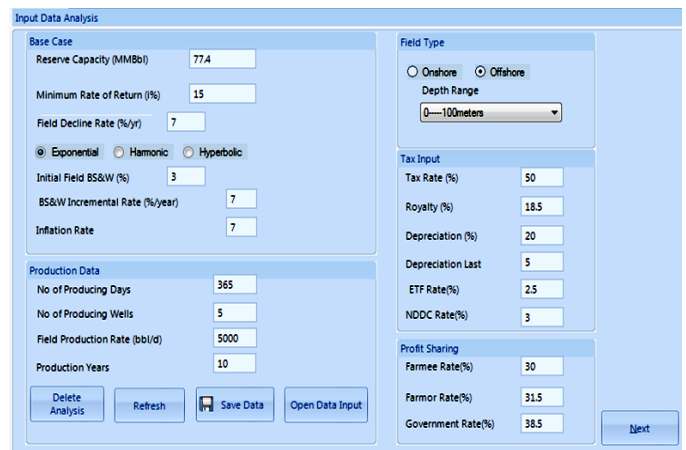 Input Data Analysis
Base Case
Reserve Capacity (MMBbl) 77.4
Minimum Rate of Return (i%) 15
Field Decline Rate (%/yr) 7
Exponential Harmonic Hyperbolic
Initial Field BS&W (%) 3
BS&W Incremental Rate (%/year) 7
Inflation Rate 7
Production Data
No of Producing Days 365
No of Producing Wells 5
Field Production Rate (bbl/d) 5000
Production Years 10
Delete Analysis
Refresh
Save Data
Open Data Input
Field Type
Onshore Offshore
Depth Range
0----100meters
Tax Input
Tax Rate (%) 50
Royalty (%) 18.5
Depreciation (%) 20
Depreciation Last 5
ETF Rate(%) 2.5
NDDC Rate(%) 3
Profit Sharing
Farmee Rate(%) 30
Farmor Rate(%) 31.5
Government Rate(%) 38.5
Next